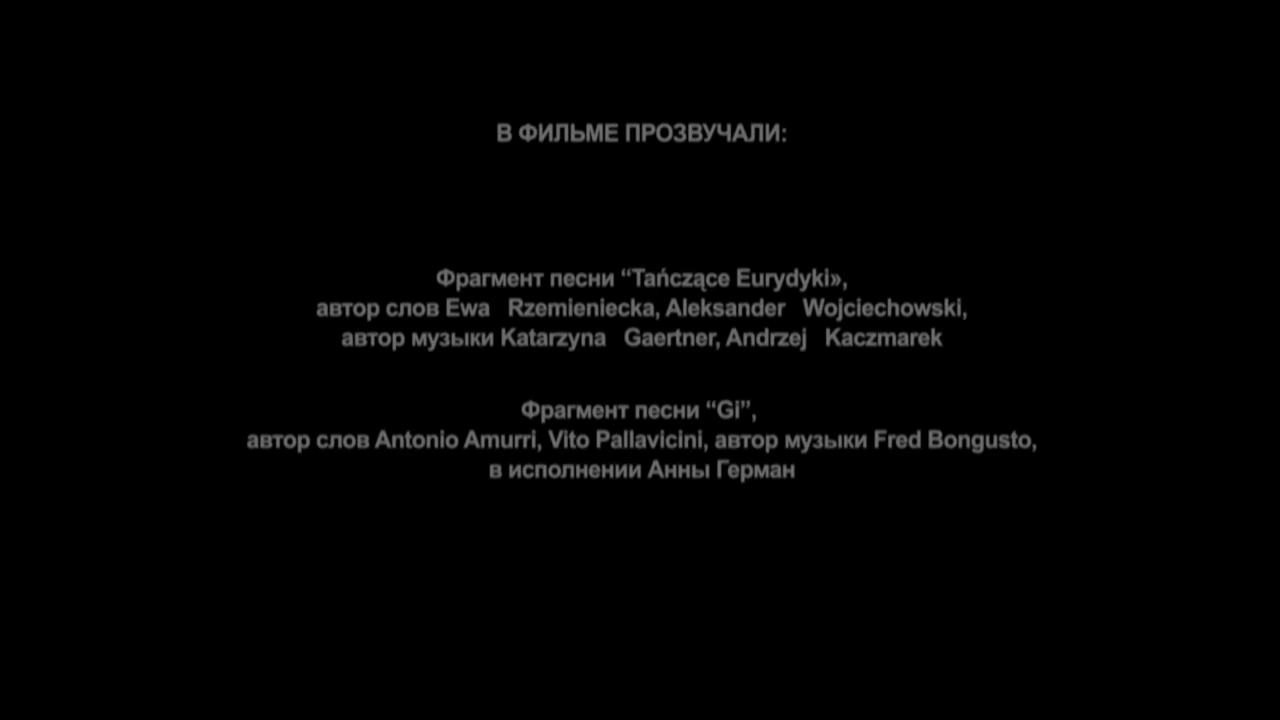 В ФИЛЬМЕ ПРОЗВУЧАЛИ:
Фрагмент песни “Tańczące Eurydyki»,
автор слов Ewa Rzemieniecka, Aleksander Wojciechowski,
автор музыки Katarzyna Gaertner, Andrzej Kaczmarek
Фрагмент песни “Gi”,
автор слов Antonio Amurri, Vito Pallavicini, автор музыки Fred Bongusto,
в исполнении Анны Герман